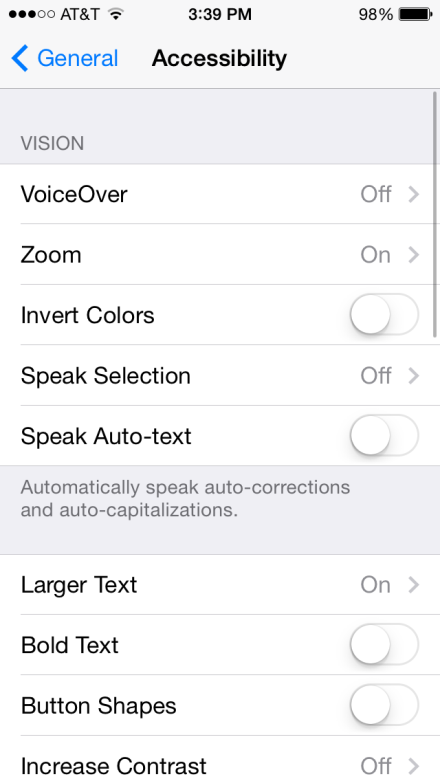 AT&T 3:39 PM 98%
General Accessibility
VISION
VoiceOver Off
Zoom On
Invert Colors
Speak Selection Off
Speak Auto-text
Automatically speak auto-corrections
and auto-capitalizations.
Larger Text On
Bold Text
Button Shapes
Increase Contrast Off